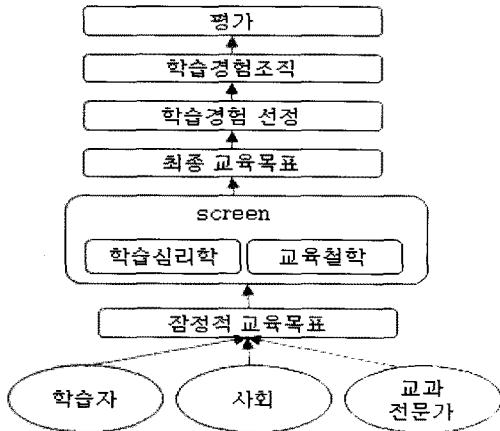 평가
학습경험조직
학습경험 선정
최종 교육목표
screen
학습심리학 교육철학
잠정적 교육목표
학습자 사회 교과
전문가